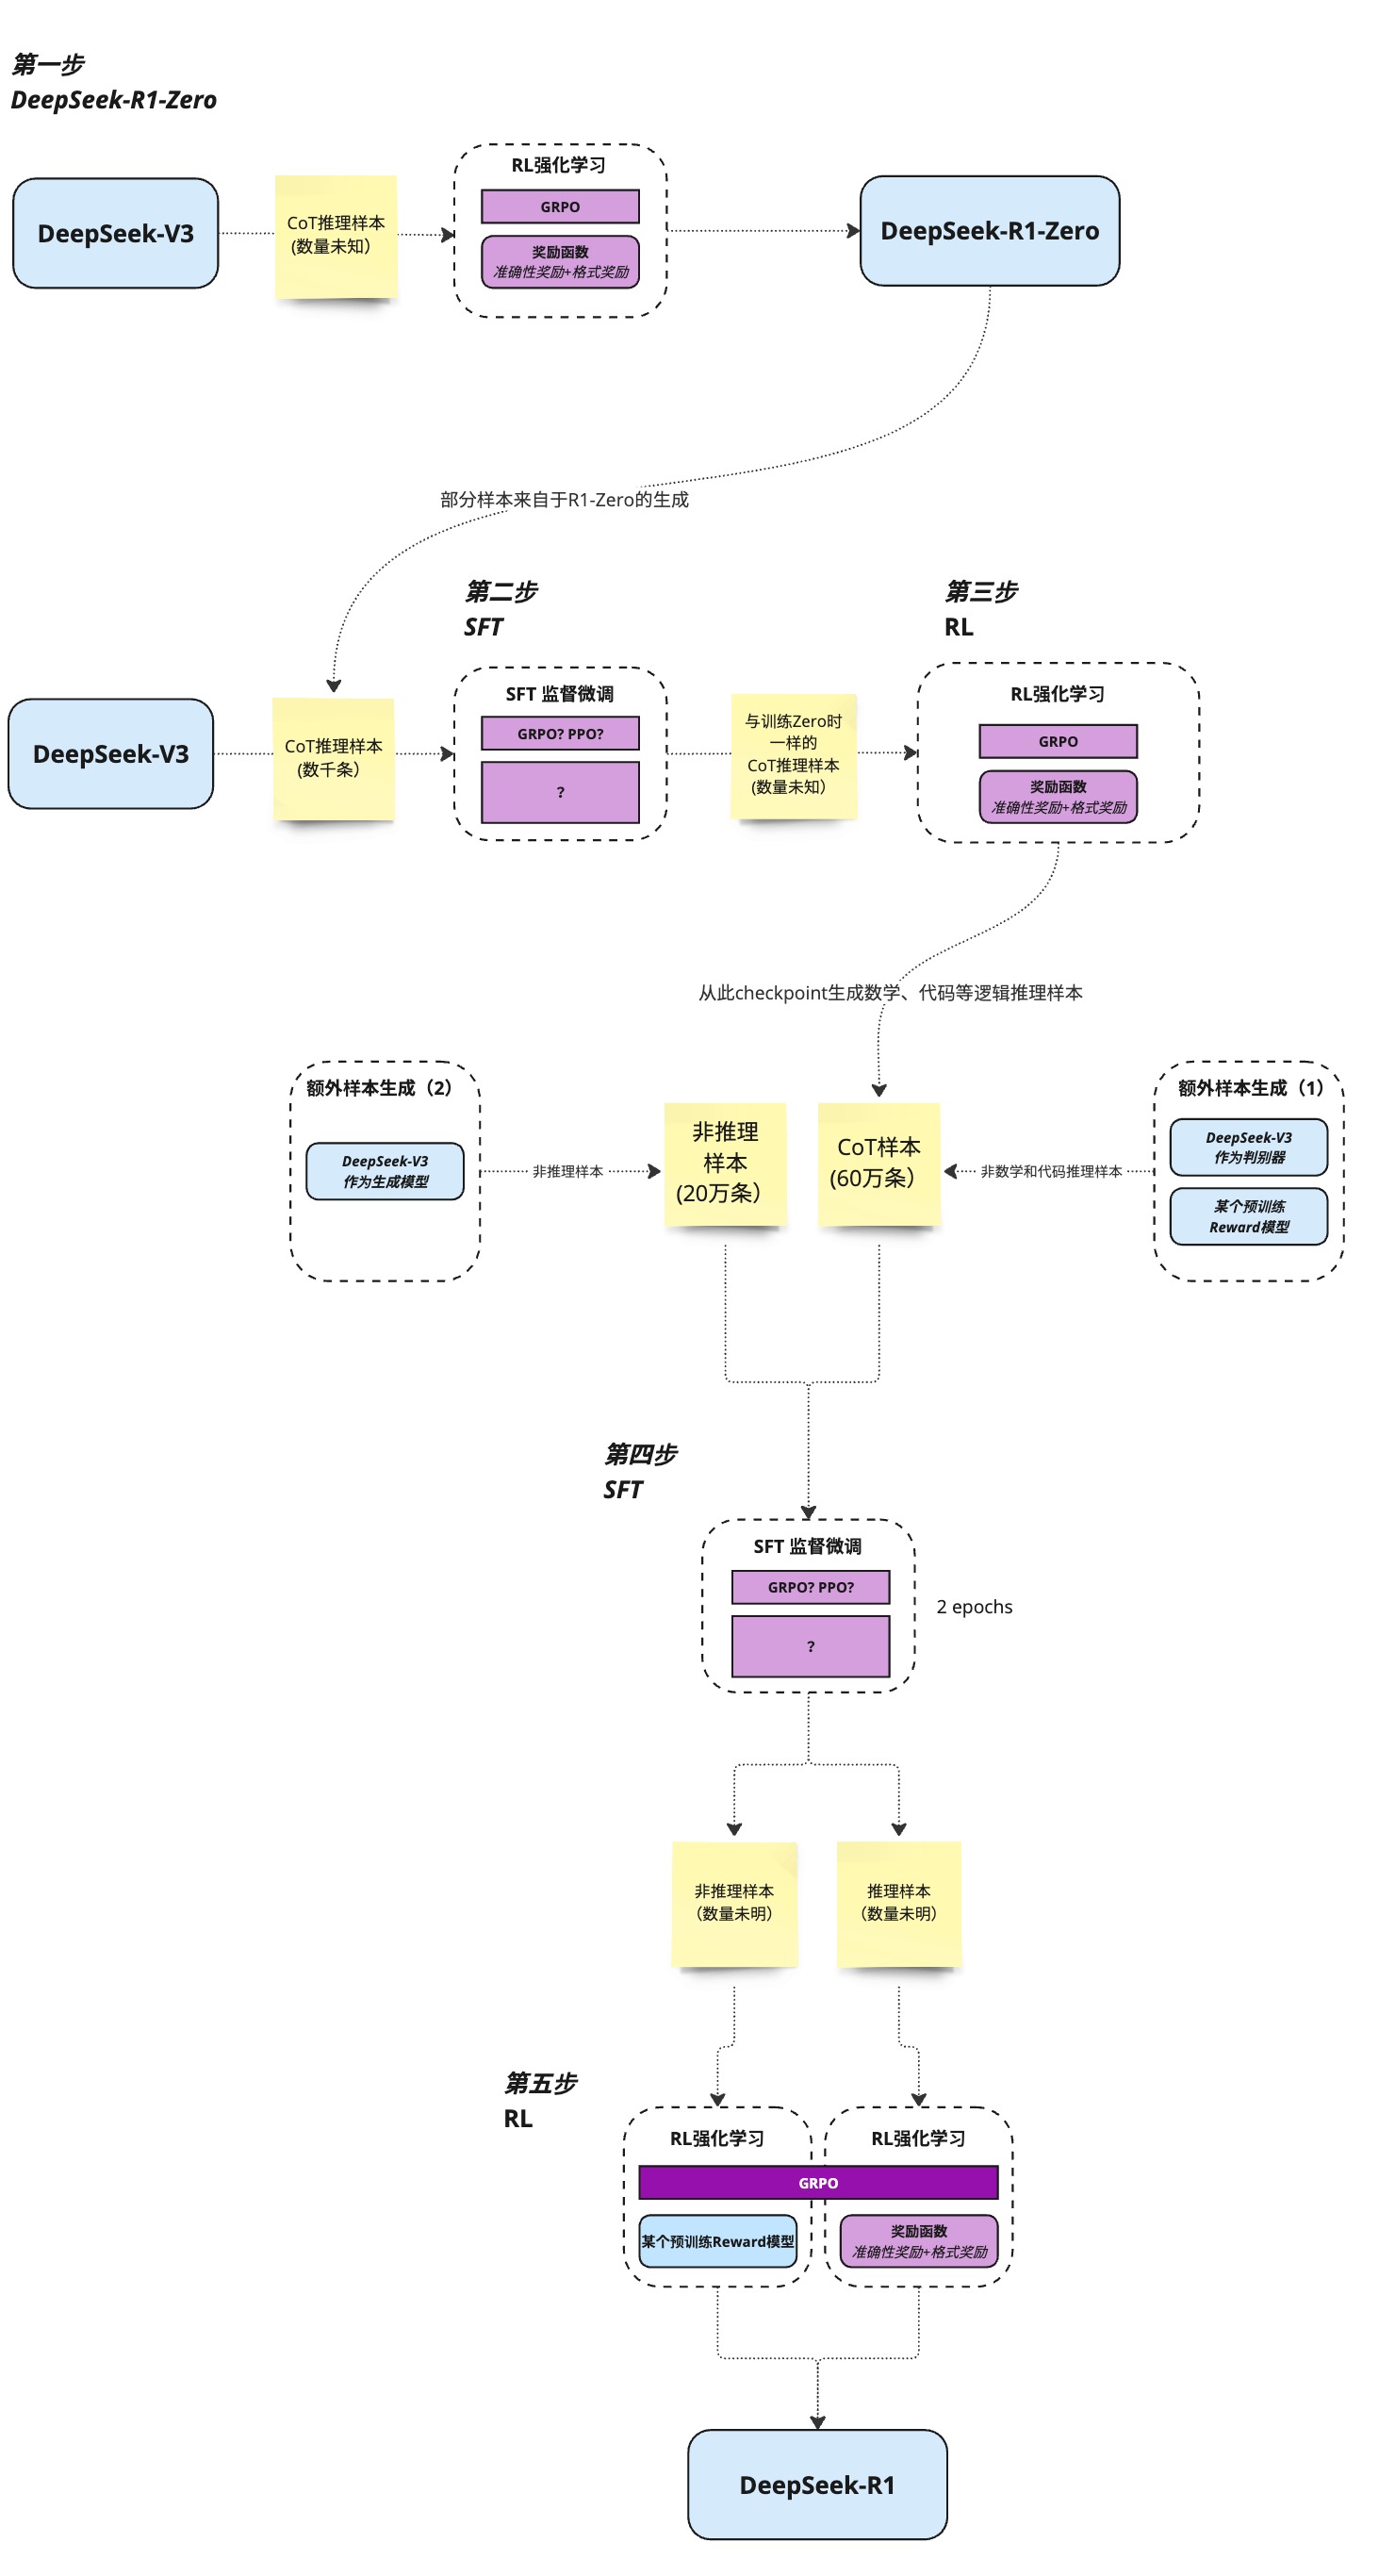 第一步
DeepSeek-R1-Zero
DeepSeek-V3
CoT推理样本
(数量未知)
RL强化学习
GRPO
奖励函数
准确性奖励+格式奖励
DeepSeek-R1-Zero
部分样本来自于R1-Zero的生成
第二步
SFT
第三步
RL
DeepSeek-V3
CoT推理样本
(数千条)
SFT 监督微调
GRPO? PPO?
?
与训练Zero时
一样的
CoT推理样本
(数量未知)
RL强化学习
GRPO
奖励函数
准确性奖励+格式奖励
从此checkpoint生成数学、代码等逻辑推理样本
额外样本生成（2）
DeepSeek-V3
作为生成模型
非推理样本
非推理
样本
(20万条)
CoT样本
(60万条)
非数学和代码推理样本
额外样本生成（1）
DeepSeek-V3
作为判别器
某个预训练
Reward模型
第四步
SFT
SFT 监督微调
GRPO? PPO?
?
2 epochs
非推理样本
（数量未明）
推理样本
（数量未明）
第五步
RL
RL强化学习
RL强化学习
GRPO
某个预训练Reward模型
奖励函数
准确性奖励+格式奖励
DeepSeek-R1